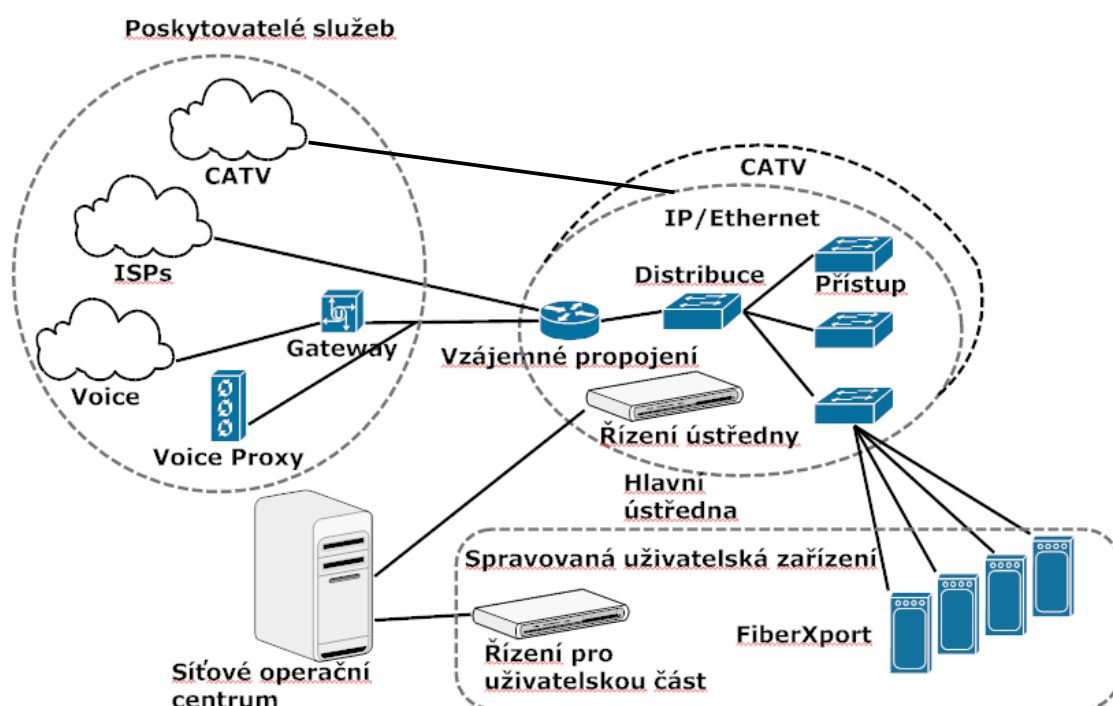 Poskytovatelé služeb
CATV
CATV
IP/Ethernet
ISPs
Distribuce
Přístup
Gateway
Vzájemné propojení
Voice
Řízení ústředny
Voice Proxy
Hlavní
ústředna
Spravovaná uživatelská zařízení
FiberXport
Řízení pro
uživatelskou část
Síťové operační
centrum